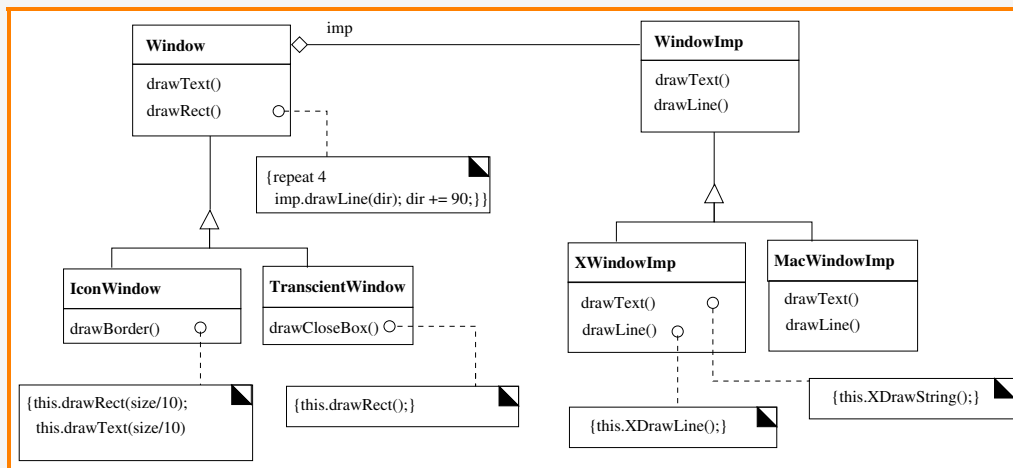 imp
Window
drawText()
drawRect()
WindowImp
drawText()
drawLine()
{repeat 4
imp.drawLine(dir); dir += 90;}}
IconWindow
drawBorder()
TranscientWindow
drawCloseBox()
XWindowImp
drawText()
drawLine()
MacWindowImp
drawText()
drawLine()
{this.drawRect(size/10);
this.drawText(size/10)
{this.drawRect();}
{this.XDrawLine();}
{this.XDrawString();}